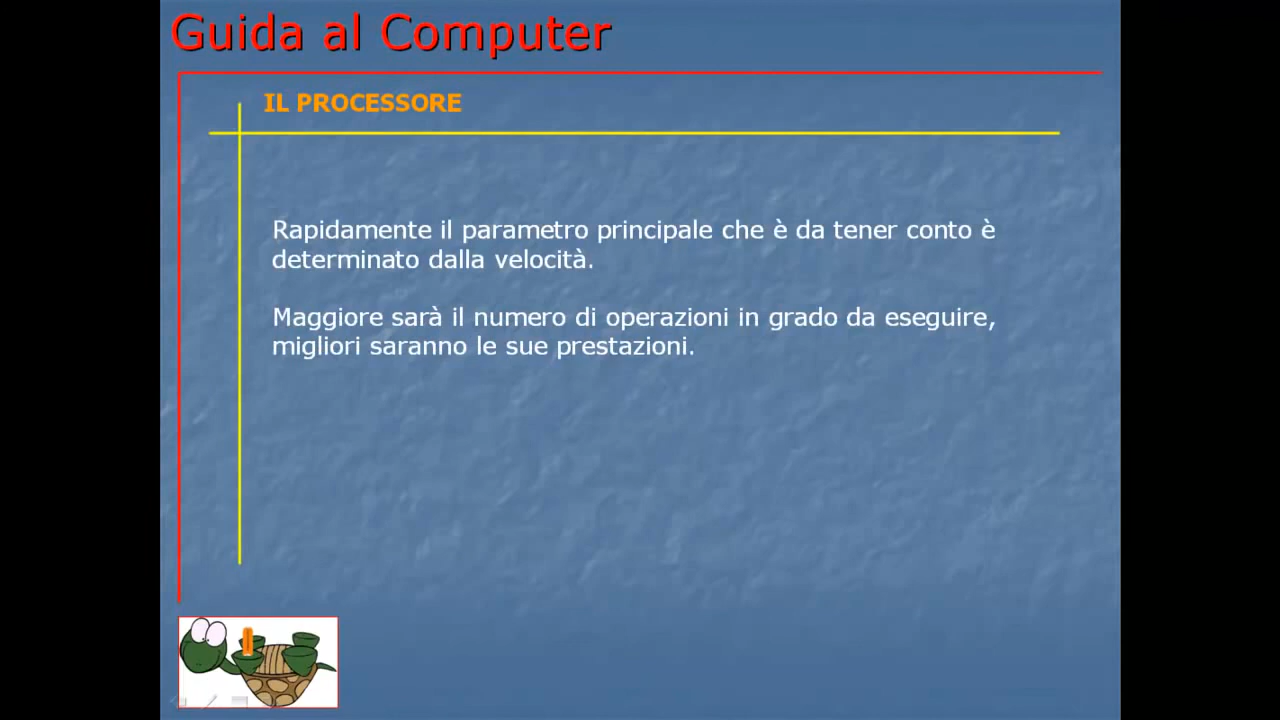 Guida al Computer
IL PROCESSORE
Rapidamente il parametro principale che è da tener conto è
determinato dalla velocità.
Maggiore sarà il numero di operazioni in grado da eseguire,
migliori saranno le sue prestazioni.